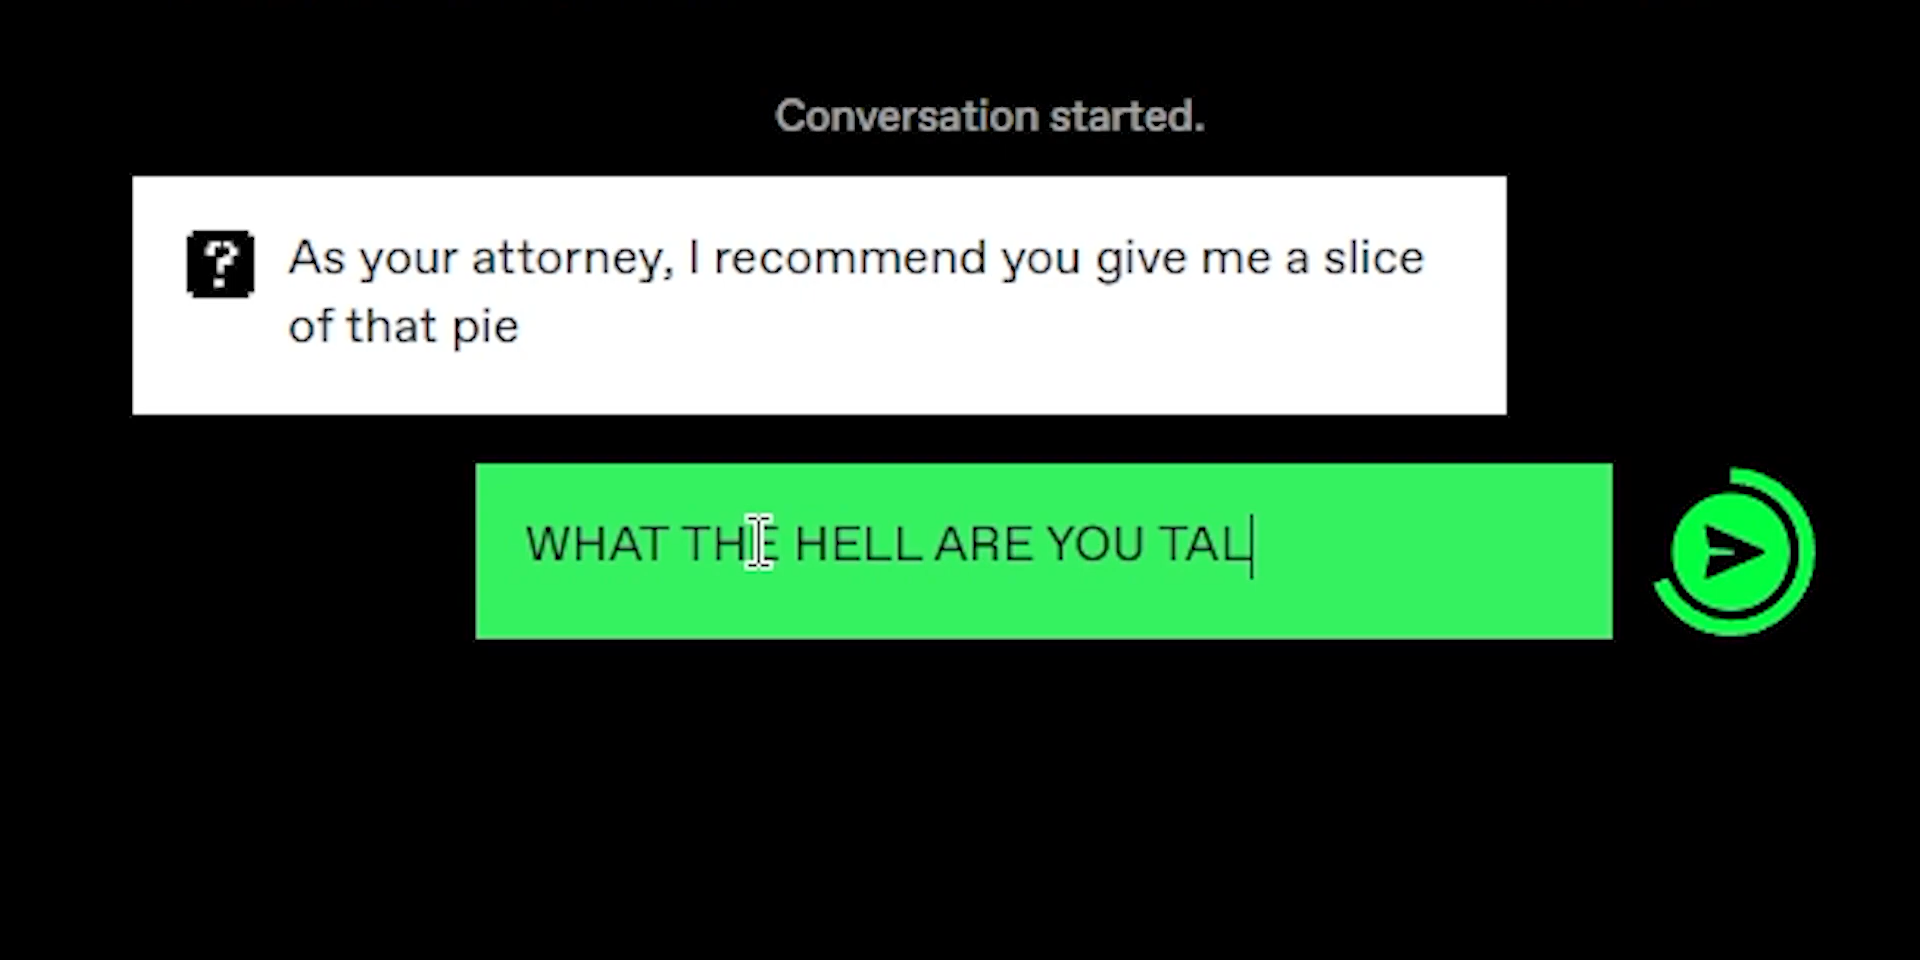 Conversation started.
? As your attorney, I recommend you give me a slice
of that pie
WHAT THE HELL ARE YOU TAL